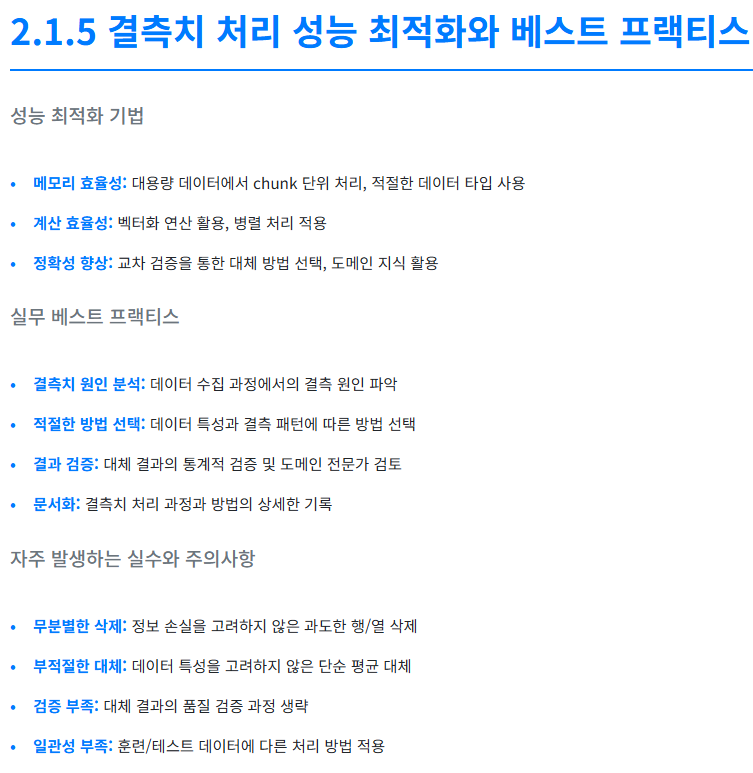 2.1.5 결측치 처리 성능 최적화와 베스트 프랙티스
성능 최적화 기법
• 메모리 효율성: 대용량 데이터에서 chunk 단위 처리, 적절한 데이터 타입 사용
• 계산 효율성: 벡터화 연산 활용, 병렬 처리 적용
• 정확성 향상: 교차 검증을 통한 대체 방법 선택, 도메인 지식 활용
실무 베스트 프랙티스
• 결측치 원인 분석: 데이터 수집 과정에서의 결측 원인 파악
• 적절한 방법 선택: 데이터 특성과 결측 패턴에 따른 방법 선택
• 결과 검증: 대체 결과의 통계적 검증 및 도메인 전문가 검토
• 문서화: 결측치 처리 과정과 방법의 상세한 기록
자주 발생하는 실수와 주의사항
• 무분별한 삭제: 정보 손실을 고려하지 않은 과도한 행/열 삭제
• 부적절한 대체: 데이터 특성을 고려하지 않은 단순 평균 대체
• 검증 부족: 대체 결과의 품질 검증 과정 생략
• 일관성 부족: 훈련/테스트 데이터에 다른 처리 방법 적용